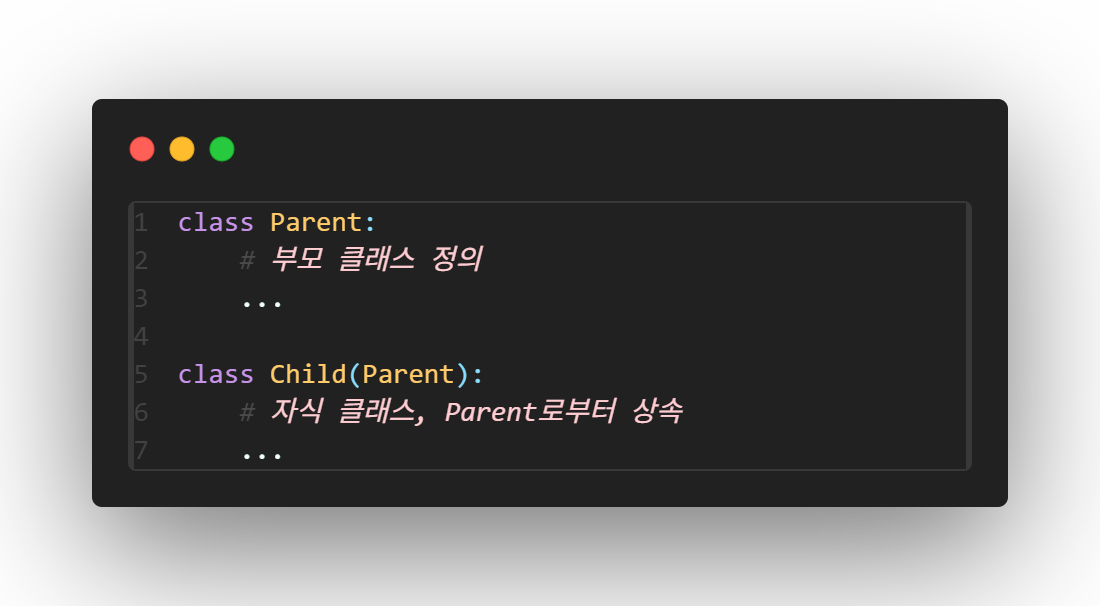 1 class Parent:
2     # 부모 클래스 정의
3     ...
4
5 class Child(Parent):
6     # 자식 클래스, Parent로부터 상속
7     ...